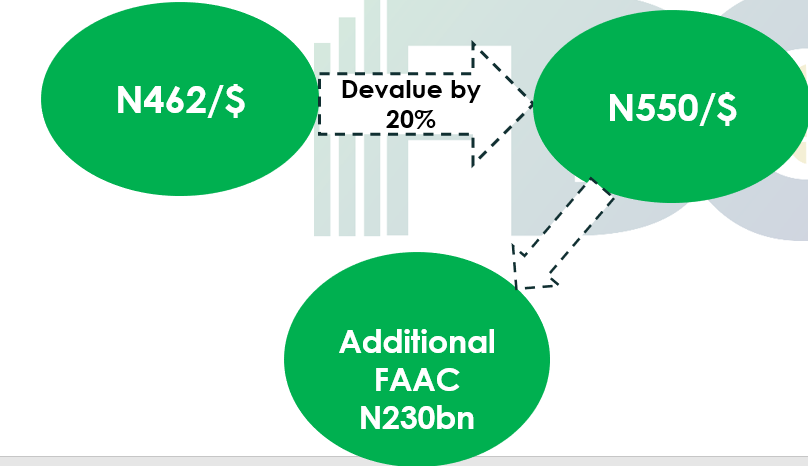 N462/$
Devalue by
20%
N550/$
Additional
FAAC
N230bn